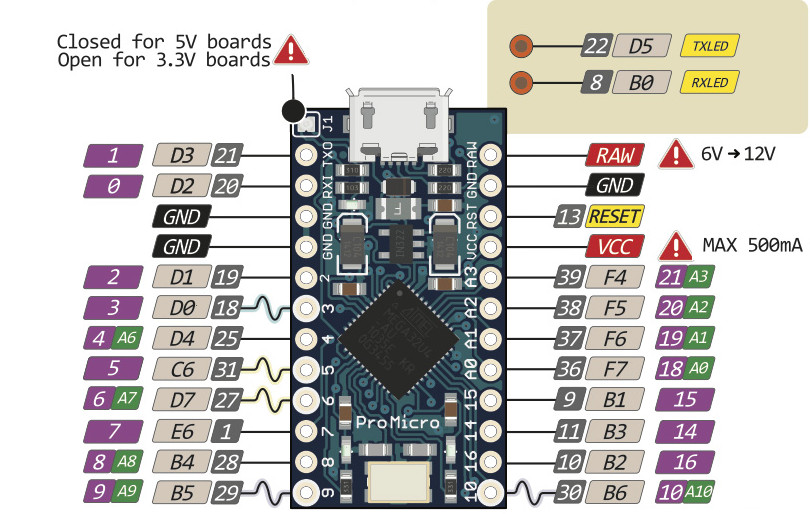 Closed for 5V boards
Open for 3.3V boards
22 D5 TXLED
8 B0 RXLED
J1
1 D3 21 TXO RAW RAW 6V → 12V
0 D2 20 RXI GND GND
GND GND RST 13 RESET
GND GND VCC VCC MAX 500mA
2 D1 19 2 A3 39 F4 21 A3
3 D0 18 3 A2 38 F5 20 A2
4 A6 D4 25 4 A1 37 F6 19 A1
5 C6 31 5 A0 36 F7 18 A0
6 A7 D7 27 6 15 9 B1 15
7 E6 1 7 14 11 B3 14
8 A8 B4 28 8 16 10 B2 16
9 A9 B5 29 9 10 30 B6 10 A10
ProMicro
220
220
331
331